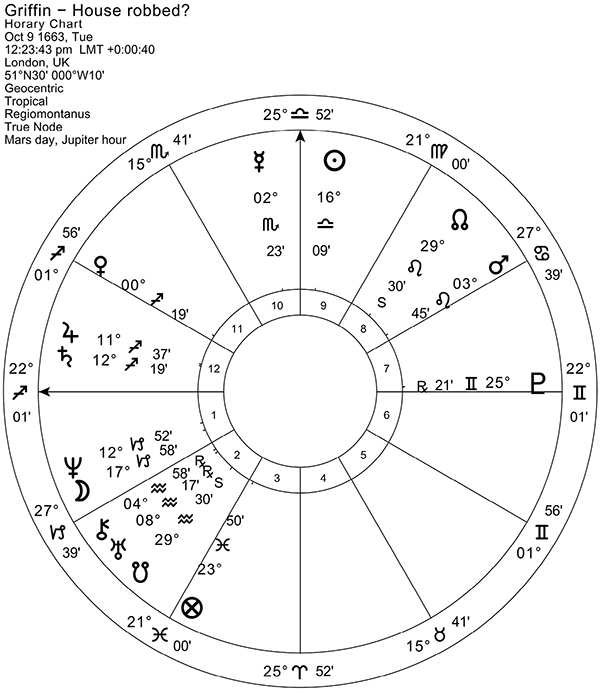 Griffin – House robbed?
Horary Chart
Oct 9 1663, Tue
12:23:43 pm LMT +0:00:40
London, UK
51°N30' 000°W10'
Geocentric
Tropical
Regiomontanus
True Node
Mars day, Jupiter hour
25° ♎ 52'
15° ♏ 41'
21° ♍ 00'
☿ 02° ♏ 23'
☉ 16° ♎ 09'
☊ 29° ♌ 30' S
27° ♋ 39'
♂ 03° ♌ 45'
01° ♐ 56'
♀ 00° ♐ 19'
♃ 11° ♐ 37'
♄ 12° ♐ 19'
22° ♐ 01'
♇ 25° ♊ 21' ℞
22° ♊ 01'
♆ 12° ♑ 52'
☽ 17° ♑ 58'
27° ♑ 39'
⚷ 04° ♒ 58' ℞
♅ 08° ♒ 17' ℞
☋ 29° ♒ 30' S
⊗ 23° ♓ 50'
01° ♊ 56'
21° ♓ 00'
15° ♉ 41'
25° ♈ 52'
1
2
3
4
5
6
7
8
9
10
11
12